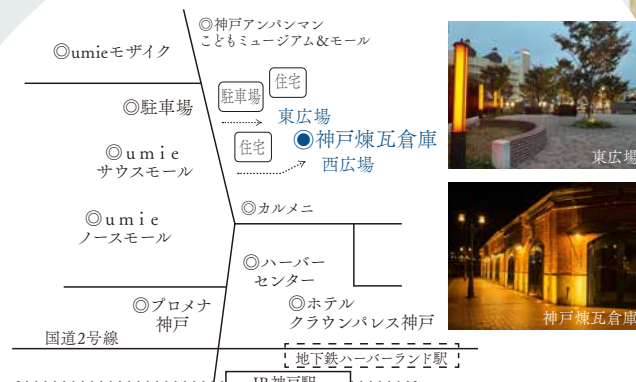 ◎神戸アンパンマン
こどもミュージアム&モール
◎umieモザイク
住宅
駐車場
◎駐車場
東広場
◉神戸煉瓦倉庫
住宅
西広場
◎umie
サウスモール
◎カルメニ
◎umie
ノースモール
◎ハーバー
センター
◎プロメナ
神戸
◎ホテル
クラウンパレス神戸
国道2号線
地下鉄ハーバーランド駅
JR神戸駅
東広場
神戸煉瓦倉庫